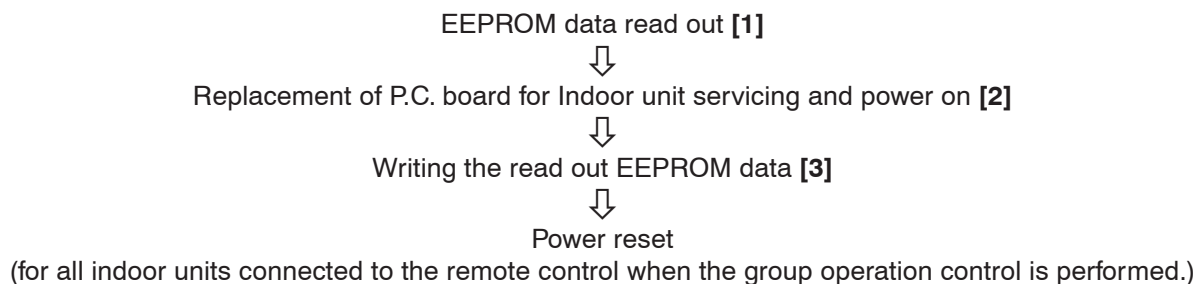 EEPROM data read out [1]
⇩
Replacement of P.C. board for Indoor unit servicing and power on [2]
⇩
Writing the read out EEPROM data [3]
⇩
Power reset
(for all indoor units connected to the remote control when the group operation control is performed.)